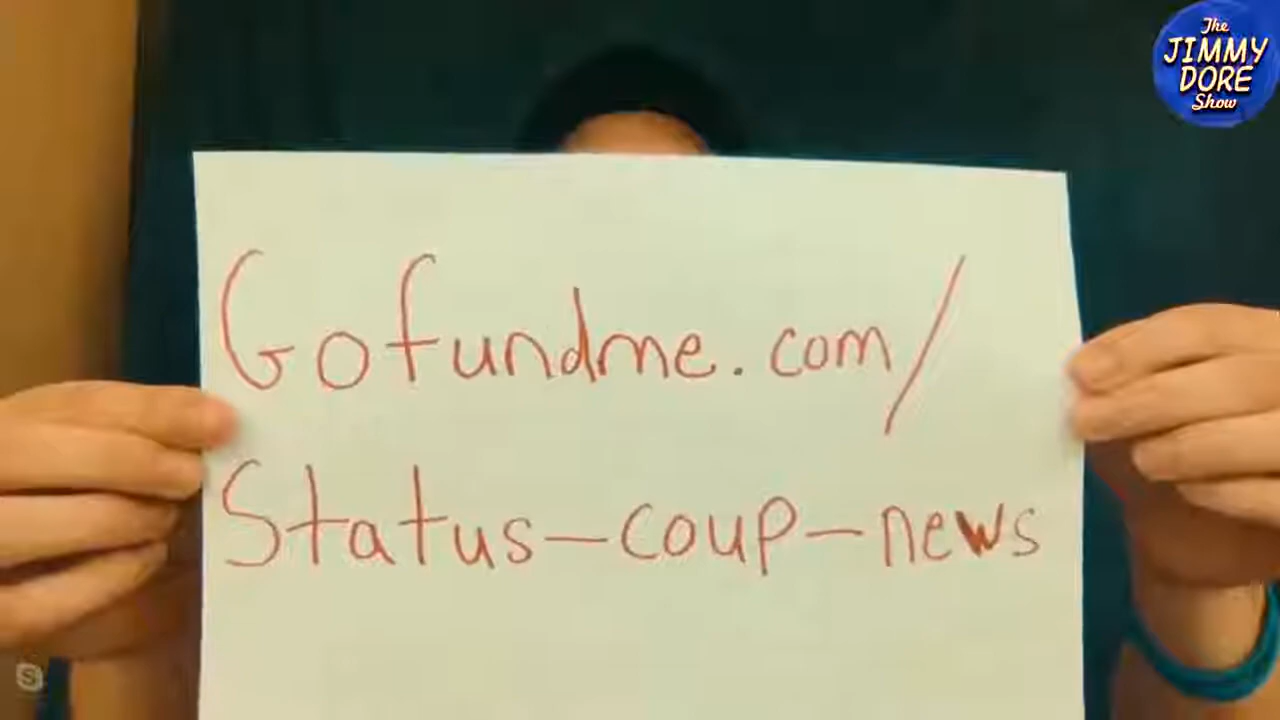 The
JIMMY
DORE
Show
Gofundme.com/
Status-coup-news